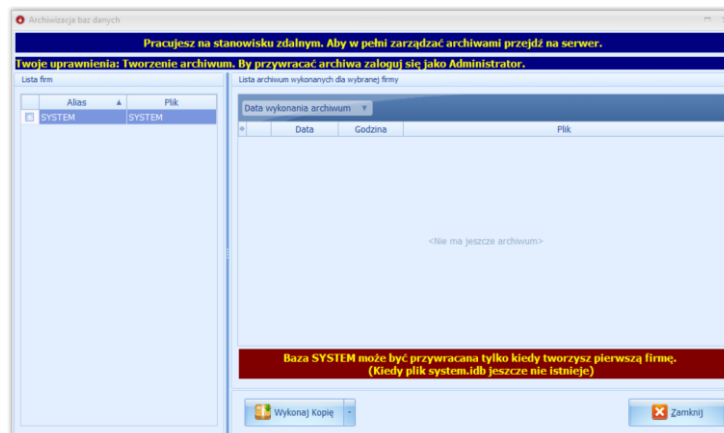 Archiwizacja baz danych
Pracujesz na stanowisku zdalnym. Aby w pełni zarządzać archiwami przejdź na serwer.
Twoje uprawnienia: Tworzenie archiwum. By przywracać archiwa zaloguj się jako Administrator.
Lista firm
Lista archiwum wykonanych dla wybranej firmy
Alias Plik
SYSTEM SYSTEM
Data wykonania archiwum
Data Godzina Plik
<Nie ma jeszcze archiwum>
Baza SYSTEM może być przywracana tylko kiedy tworzysz pierwszą firmę.
(Kiedy plik system.idb jeszcze nie istnieje)
Wykonaj Kopię
Zamknij